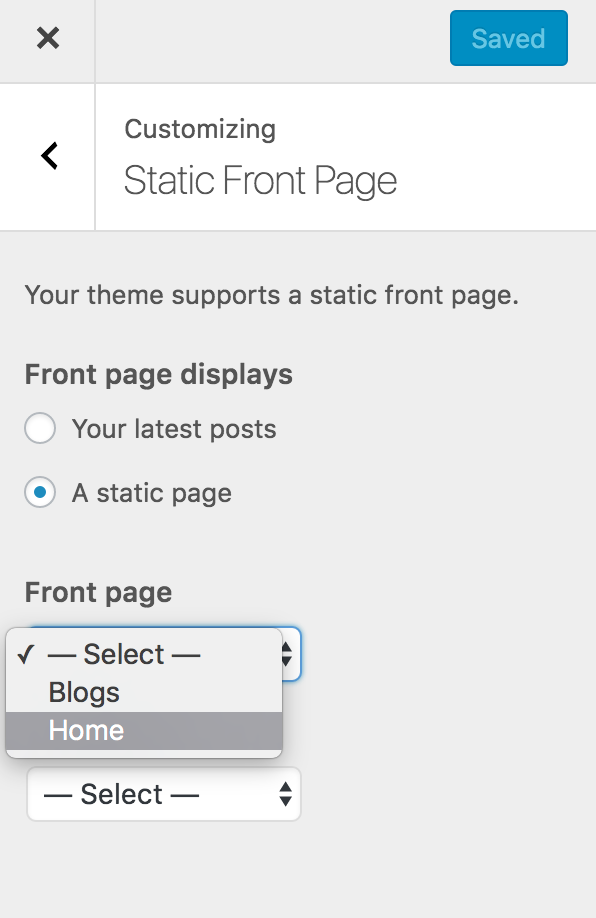 Saved
Customizing
Static Front Page
Your theme supports a static front page.
Front page displays
Your latest posts
A static page
Front page
✓ — Select —
Blogs
Home
— Select —